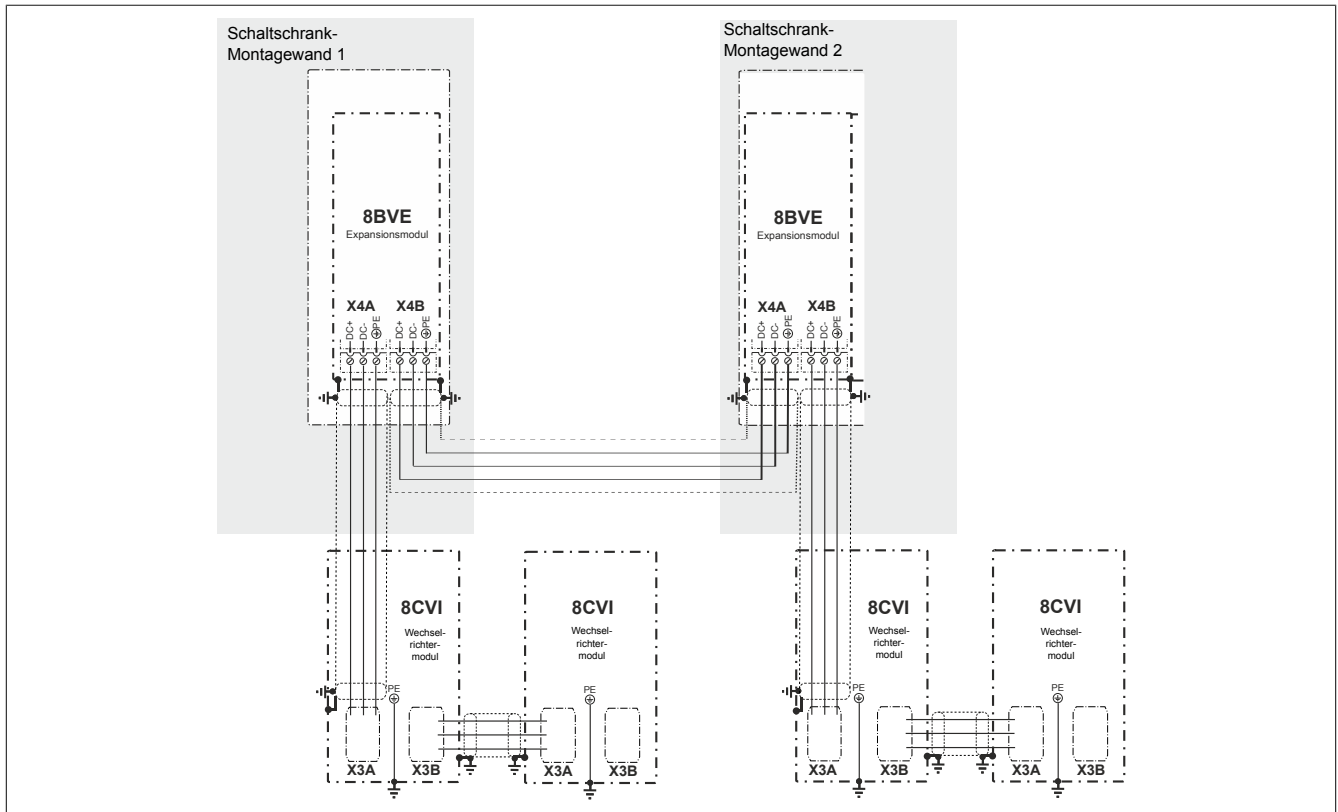 Schaltschrank-
Montagewand 1
Schaltschrank-
Montagewand 2
8BVE
Expansionsmodul
8BVE
Expansionsmodul
X4A X4B
DC+ DC- PE DC+ DC- PE
X4A X4B
DC+ DC- PE DC+ DC- PE
8CVI
Wechsel-
richter-
modul
8CVI
Wechsel-
richter-
modul
8CVI
Wechsel-
richter-
modul
8CVI
Wechsel-
richter-
modul
PE
PE
PE
PE
X3A X3B
X3A X3B
X3A X3B
X3A X3B